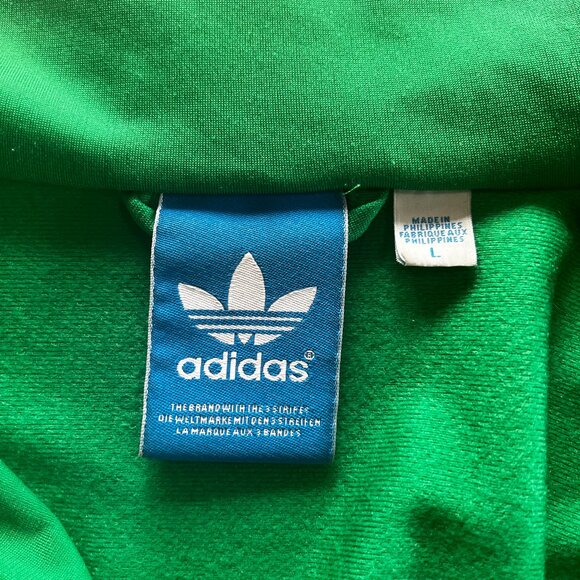 adidas®
THE BRAND WITH THE 3 STRIPES
DIE WELTMARKE MIT DEN 3 STREIFEN
LA MARQUE AUX 3 BANDES
MADE IN
PHILIPPINES
FABRIQUE AUX
PHILIPPINES
L